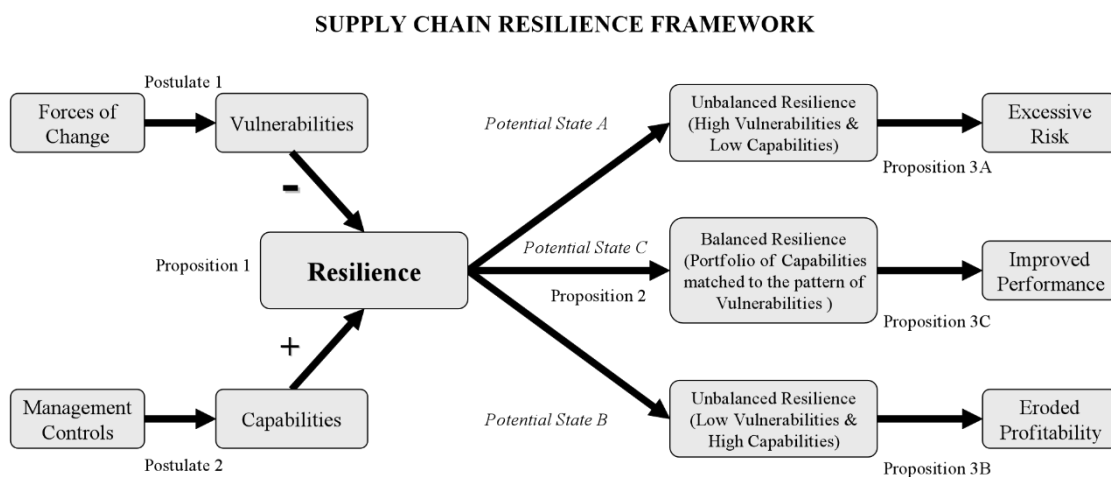 SUPPLY CHAIN RESILIENCE FRAMEWORK
Postulate 1
Forces of
Change
Vulnerabilities
-
Proposition 1
Resilience
+
Management
Controls
Capabilities
Postulate 2
Potential State A
Unbalanced Resilience
(High Vulnerabilities &
Low Capabilities)
Proposition 3A
Excessive
Risk
Potential State C
Proposition 2
Balanced Resilience
(Portfolio of Capabilities
matched to the pattern of
Vulnerabilities )
Proposition 3C
Improved
Performance
Potential State B
Unbalanced Resilience
(Low Vulnerabilities &
High Capabilities)
Proposition 3B
Eroded
Profitability